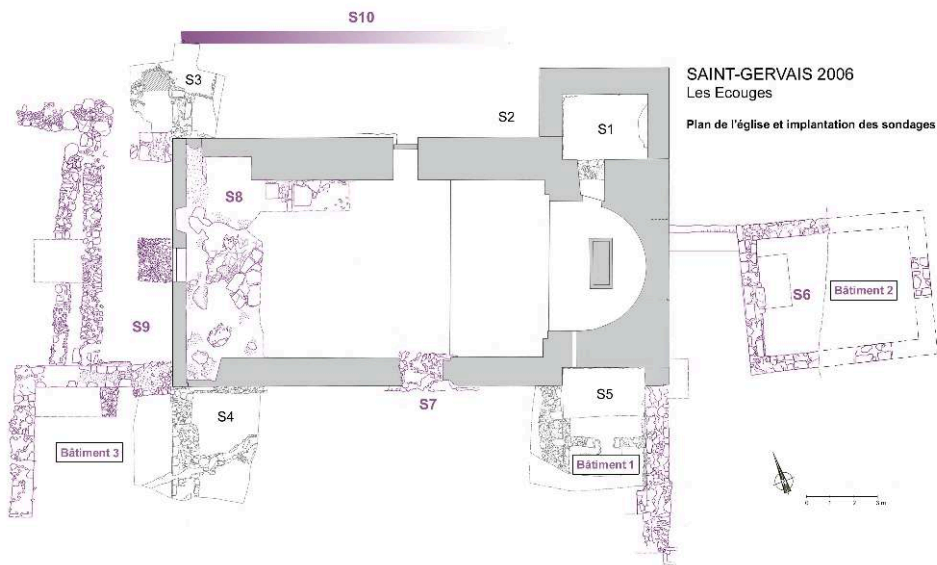 S10
SAINT-GERVAIS 2006
Les Ecouges
Plan de l'église et implantation des sondages
S3
S2
S1
S8
S6
Bâtiment 2
S9
S7
S4
S5
Bâtiment 3
Bâtiment 1
0 1 2 3 m